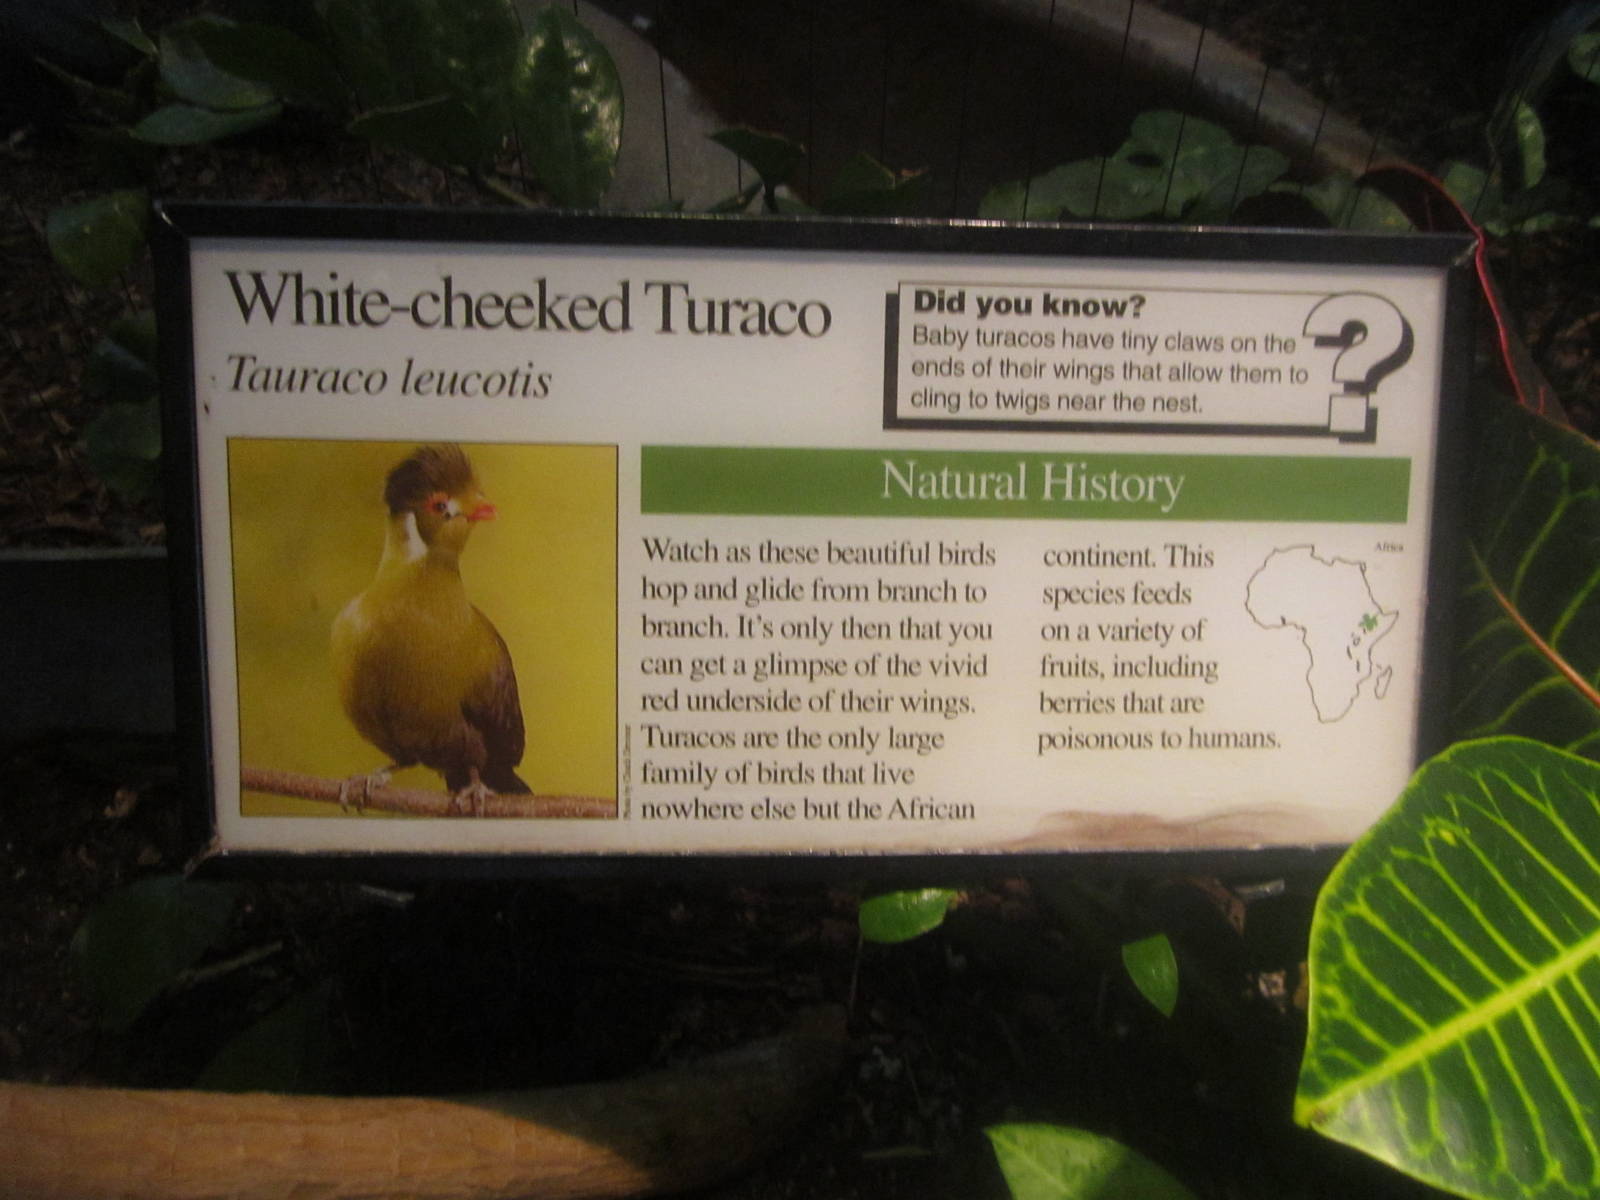 White-cheeked Turaco
Tauraco leucotis
Did you know?
Baby turacos have tiny claws on the
ends of their wings that allow them to
cling to twigs near the nest.
Natural History
Watch as these beautiful birds
hop and glide from branch to
branch. It's only then that you
can get a glimpse of the vivid
red underside of their wings.
Turacos are the only large
family of birds that live
nowhere else but the African
continent. This
species feeds
on a variety of
fruits, including
berries that are
poisonous to humans.
Africa
Photo by